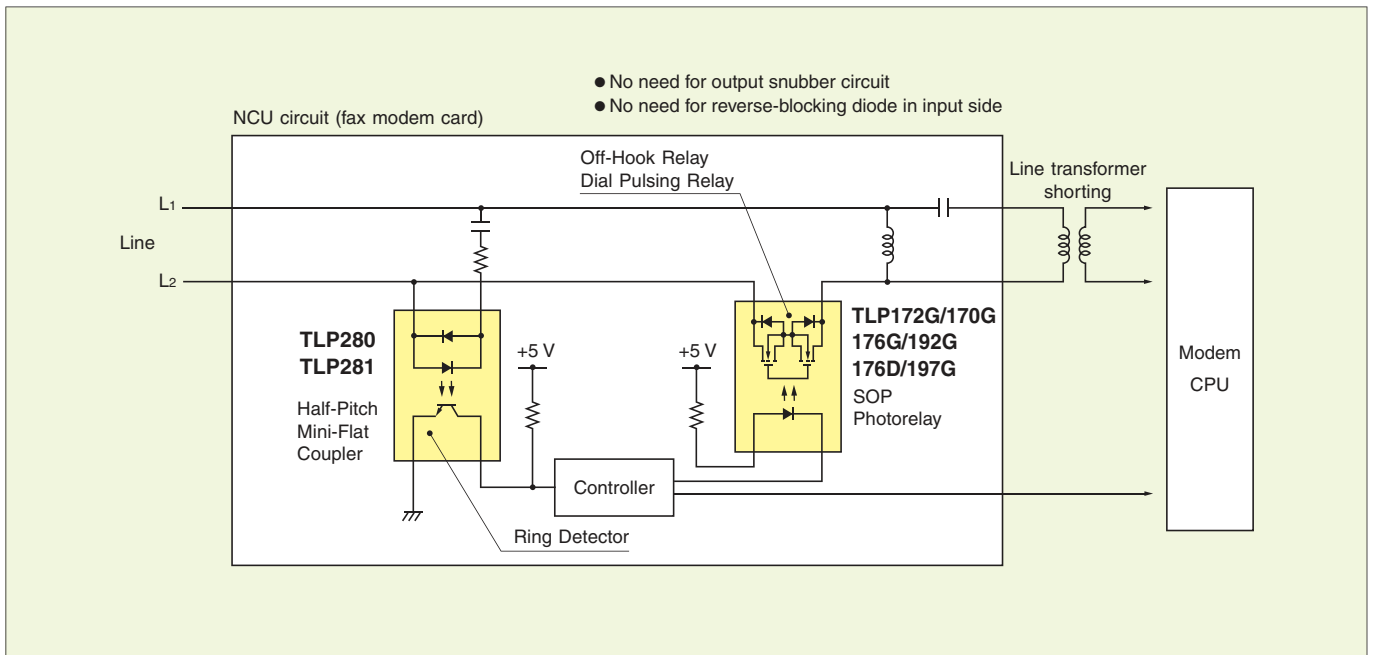 ● No need for output snubber circuit
● No need for reverse-blocking diode in input side
NCU circuit (fax modem card)
Off-Hook Relay
Dial Pulsing Relay
Line transformer
shorting
L1
Line
L2
TLP280
TLP281
Half-Pitch
Mini-Flat
Coupler
+5 V
+5 V
TLP172G/170G
176G/192G
176D/197G
SOP
Photorelay
Modem
CPU
Controller
Ring Detector